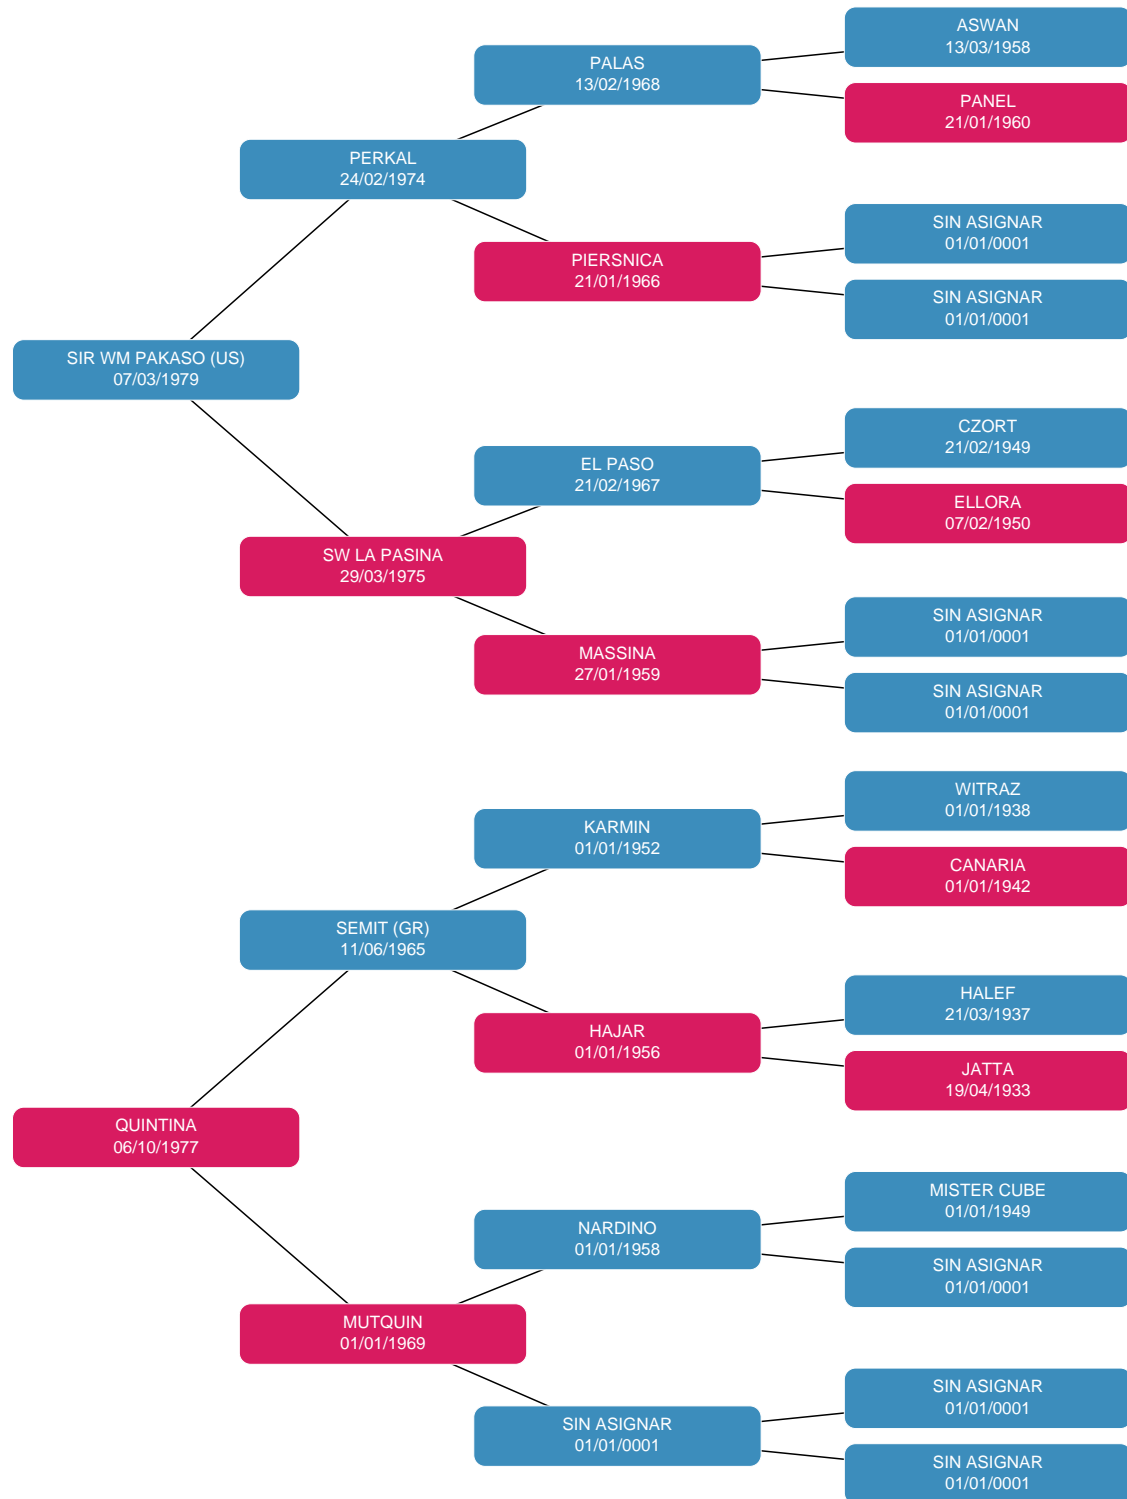 ASWAN
13/03/1958
PALAS
13/02/1968
PANEL
21/01/1960
PERKAL
24/02/1974
SIN ASIGNAR
01/01/0001
PIERSNICA
21/01/1966
SIN ASIGNAR
01/01/0001
SIR WM PAKASO (US)
07/03/1979
CZORT
21/02/1949
EL PASO
21/02/1967
ELLORA
07/02/1950
SW LA PASINA
29/03/1975
SIN ASIGNAR
01/01/0001
MASSINA
27/01/1959
SIN ASIGNAR
01/01/0001
WITRAZ
01/01/1938
KARMIN
01/01/1952
CANARIA
01/01/1942
SEMIT (GR)
11/06/1965
HALEF
21/03/1937
HAJAR
01/01/1956
JATTA
19/04/1933
QUINTINA
06/10/1977
MISTER CUBE
01/01/1949
NARDINO
01/01/1958
SIN ASIGNAR
01/01/0001
MUTQUIN
01/01/1969
SIN ASIGNAR
01/01/0001
SIN ASIGNAR
01/01/0001
SIN ASIGNAR
01/01/0001